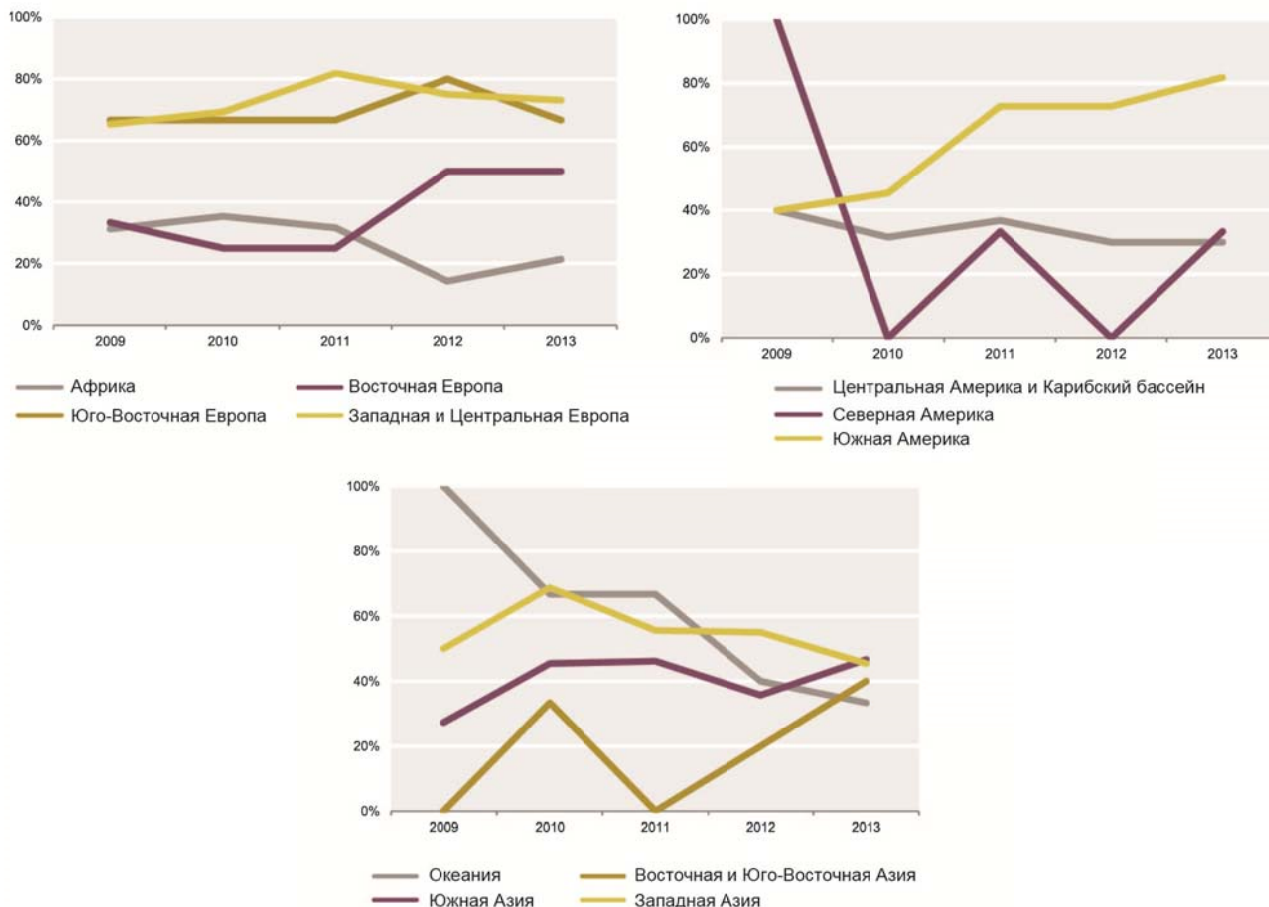 100%
80%
60%
40%
20%
0%
2009 2010 2011 2012 2013
Африка Восточная Европа
Юго-Восточная Европа Западная и Центральная Европа
100%
80%
60%
40%
20%
0%
2009 2010 2011 2012 2013
Центральная Америка и Карибский бассейн
Северная Америка
Южная Америка
100%
80%
60%
40%
20%
0%
2009 2010 2011 2012 2013
Океания Восточная и Юго-Восточная Азия
Южная Азия Западная Азия